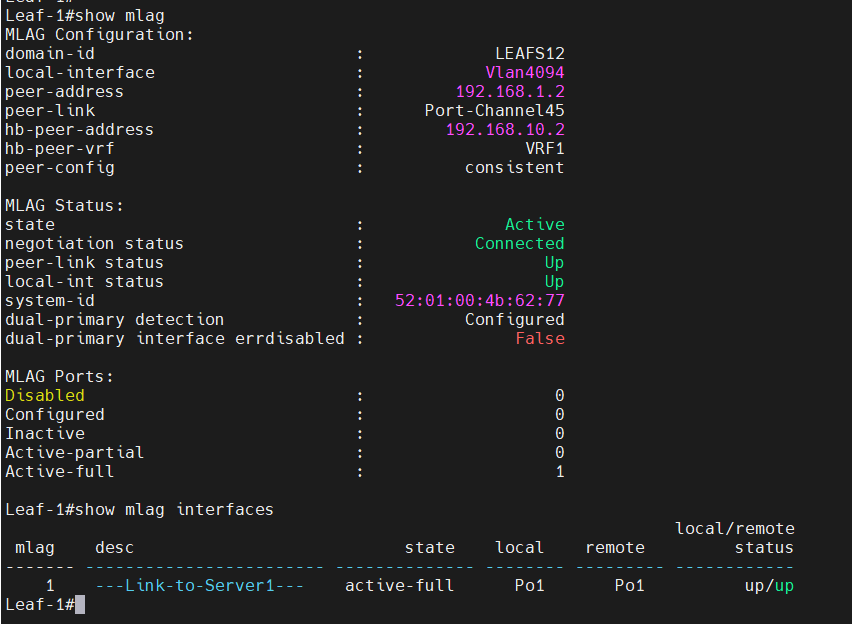 Leaf-1#show mlag
MLAG Configuration:
domain-id                          :             LEAFS12
local-interface                    :            Vlan4094
peer-address                       :         192.168.1.2
peer-link                          :      Port-Channel45
hb-peer-address                    :        192.168.10.2
hb-peer-vrf                        :                VRF1
peer-config                        :          consistent

MLAG Status:
state                              :              Active
negotiation status                 :           Connected
peer-link status                   :                  Up
local-int status                   :                  Up
system-id                          :   52:01:00:4b:62:77
dual-primary detection             :          Configured
dual-primary interface errdisabled :               False

MLAG Ports:
Disabled                           :                   0
Configured                         :                   0
Inactive                           :                   0
Active-partial                     :                   0
Active-full                        :                   1

Leaf-1#show mlag interfaces
local/remote
mlag    desc    state    local    remote    status
------- ----------------------- -------------- -------- --------- ------------
1    ---Link-to-Server1---    active-full    Po1    Po1    up/up
Leaf-1#